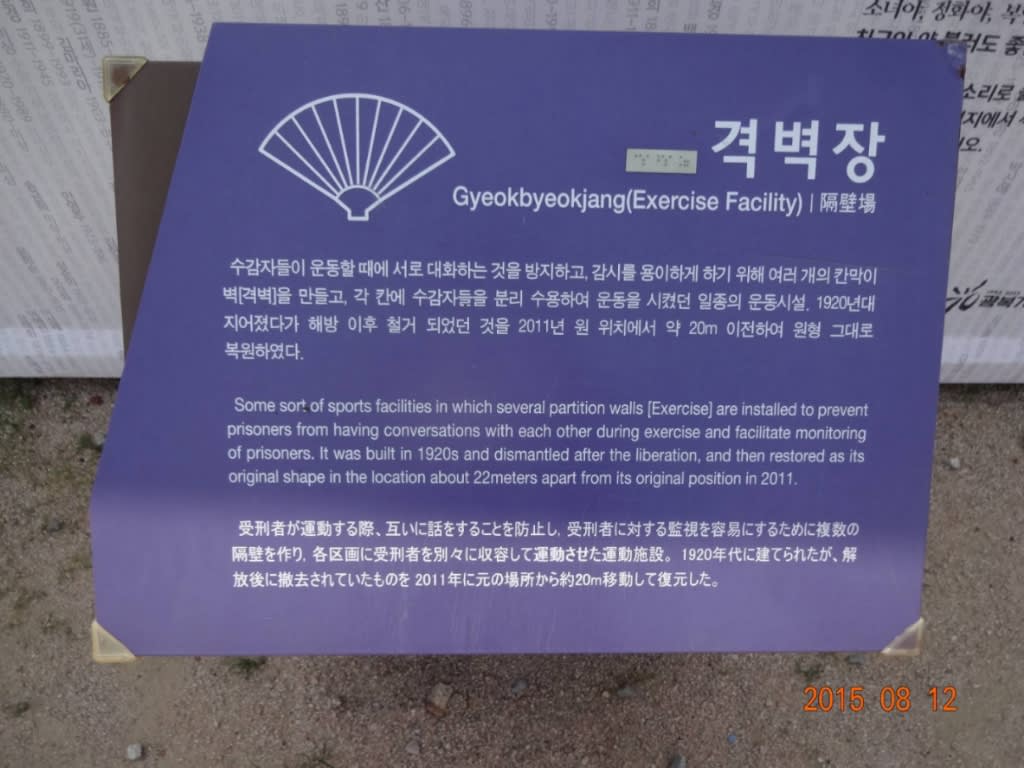 소녀야, 정화야,
격벽장
Gyeokbyeokjang(Exercise Facility) | 隔壁場
수감자들이 운동할 때에 서로 대화하는 것을 방지하고, 감시를 용이하게 하기 위해 여러 개의 칸막이
벽[격벽]을 만들고, 각 칸에 수감자들을 분리 수용하여 운동을 시켰던 일종의 운동시설. 1920년대
지어졌다가 해방 이후 철거 되었던 것을 2011년 원 위치에서 약 20m 이전하여 원형 그대로
복원하였다.
Some sort of sports facilities in which several partition walls [Exercise] are installed to prevent
prisoners from having conversations with each other during exercise and facilitate monitoring
of prisoners. It was built in 1920s and dismantled after the liberation, and then restored as its
original shape in the location about 22meters apart from its original position in 2011.
受刑者が運動する際、互いに話をすることを防止し, 受刑者に対する監視を容易にするために複数の
隔壁を作り, 各区画に受刑者を別々に収容して運動させた運動施設。1920年代に建てられたが、解
放後に撤去されていたものを 2011年に元の場所から約20m移動して復元した。
2015 08 12